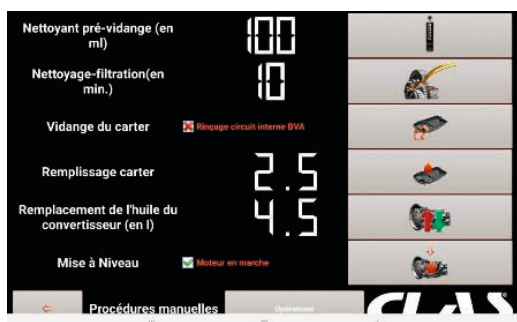 Nettoyant pré-vidange (en
ml)
100
Nettoyage-filtration(en
min.)
10
Vidange du carter
Rinçage circuit interne BVA
Remplissage carter
2.5
Remplacement de l'huile du
convertisseur (en l)
4.5
Mise à Niveau
Moteur en marche
Procédures manuelles
Opérations
CLAS